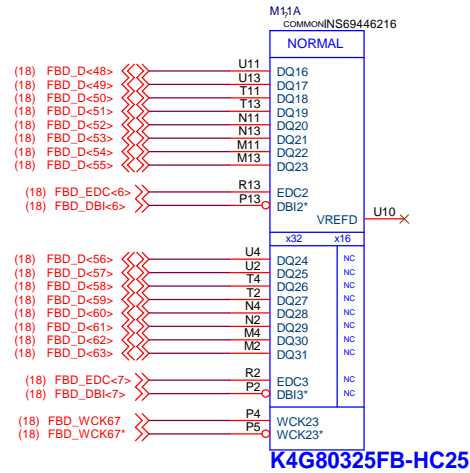 M11A
?
COMMON INS69446216
NORMAL
(18) FBD_D<48> U11 DQ16
(18) FBD_D<49> U13 DQ17
(18) FBD_D<50> T11 DQ18
(18) FBD_D<51> T13 DQ19
(18) FBD_D<52> N11 DQ20
(18) FBD_D<53> N13 DQ21
(18) FBD_D<54> M11 DQ22
(18) FBD_D<55> M13 DQ23
(18) FBD_EDC<6> R13 EDC2
(18) FBD_DBI<6> P13 DBI2*
VREFD U10
x32 x16
(18) FBD_D<56> U4 DQ24 NC
(18) FBD_D<57> U2 DQ25 NC
(18) FBD_D<58> T4 DQ26 NC
(18) FBD_D<59> T2 DQ27 NC
(18) FBD_D<60> N4 DQ28 NC
(18) FBD_D<61> N2 DQ29 NC
(18) FBD_D<62> M4 DQ30 NC
(18) FBD_D<63> M2 DQ31 NC
(18) FBD_EDC<7> R2 EDC3 NC
(18) FBD_DBI<7> P2 DBI3* NC
(18) FBD_WCK67 P4 WCK23
(18) FBD_WCK67* P5 WCK23*
K4G80325FB-HC25